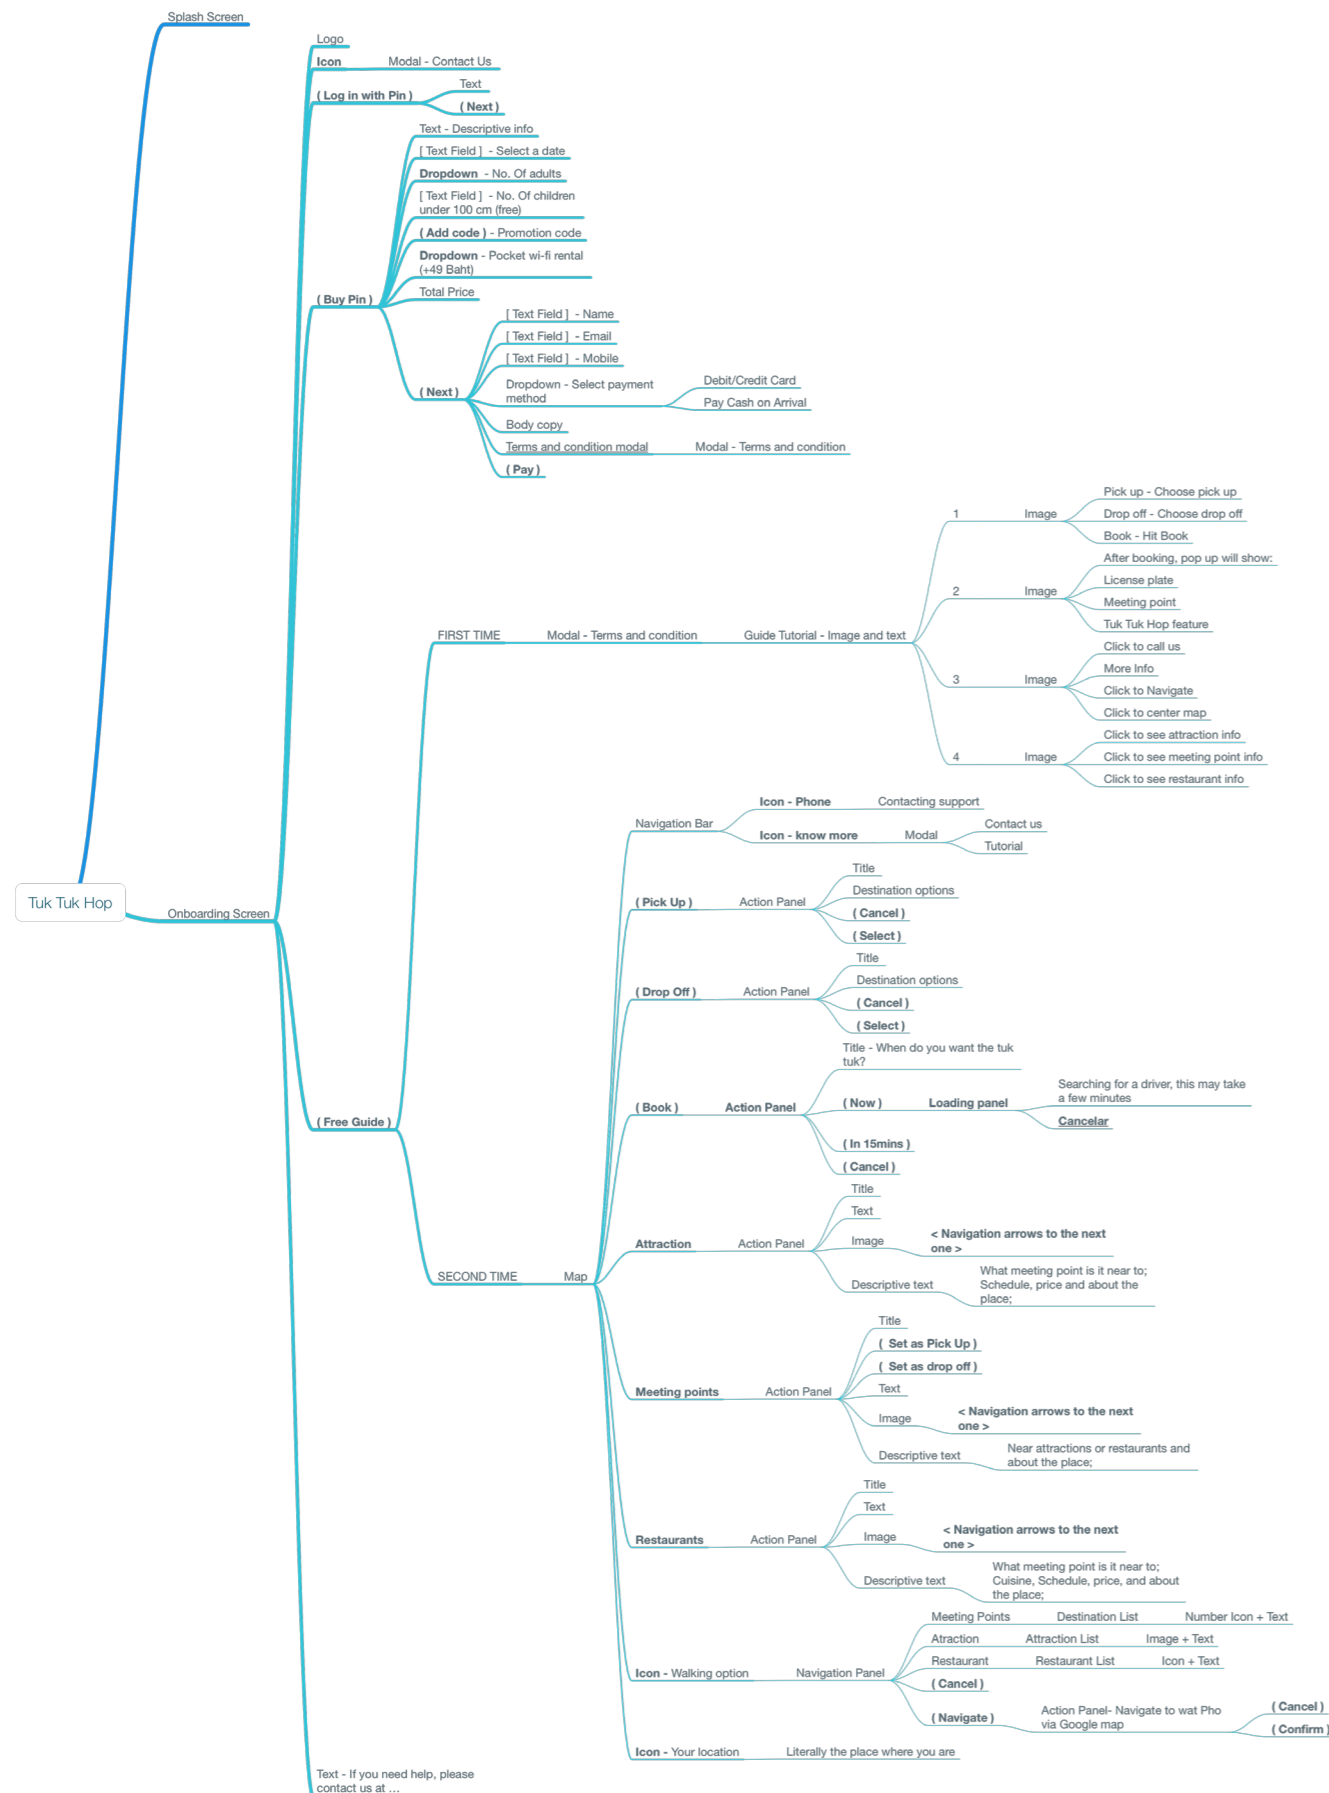 Splash Screen
Logo
Icon
Modal - Contact Us
( Log in with Pin )
Text
( Next )
Text - Descriptive info
[ Text Field ]  - Select a date
Dropdown  - No. Of adults
[ Text Field ]  - No. Of children
under 100 cm (free)
( Add code ) - Promotion code
Dropdown - Pocket wi-fi rental
(+49 Baht)
( Buy Pin )
Total Price
[ Text Field ]  - Name
[ Text Field ]  - Email
[ Text Field ]  - Mobile
( Next )
Dropdown - Select payment
method
Debit/Credit Card
Pay Cash on Arrival
Body copy
Terms and condition modal
Modal - Terms and condition
( Pay )
FIRST TIME
Modal - Terms and condition
Guide Tutorial - Image and text
1
Image
Pick up - Choose pick up
Drop off - Choose drop off
Book - Hit Book
2
Image
After booking, pop up will show:
License plate
Meeting point
Tuk Tuk Hop feature
3
Image
Click to call us
More Info
Click to Navigate
Click to center map
4
Image
Click to see attraction info
Click to see meeting point info
Click to see restaurant info
Tuk Tuk Hop
Onboarding Screen
( Free Guide )
SECOND TIME
Map
Navigation Bar
Icon - Phone
Contacting support
Icon - know more
Modal
Contact us
Tutorial
( Pick Up )
Action Panel
Title
Destination options
( Cancel )
( Select )
( Drop Off )
Action Panel
Title
Destination options
( Cancel )
( Select )
( Book )
Action Panel
Title - When do you want the tuk
tuk?
( Now )
Loading panel
Searching for a driver, this may take
a few minutes
Cancelar
( In 15mins )
( Cancel )
Attraction
Action Panel
Title
Text
Image
< Navigation arrows to the next
one >
Descriptive text
What meeting point is it near to;
Schedule, price and about the
place;
Meeting points
Action Panel
Title
(  Set as Pick Up )
(  Set as drop off )
Text
Image
< Navigation arrows to the next
one >
Descriptive text
Near attractions or restaurants and
about the place;
Restaurants
Action Panel
Title
Text
Image
< Navigation arrows to the next
one >
Descriptive text
What meeting point is it near to;
Cuisine, Schedule, price, and about
the place;
Icon - Walking option
Navigation Panel
Meeting Points
Destination List
Number Icon + Text
Atraction
Attraction List
Image + Text
Restaurant
Restaurant List
Icon + Text
( Cancel )
( Navigate )
Action Panel- Navigate to wat Pho
via Google map
( Cancel )
( Confirm )
Icon - Your location
Literally the place where you are
Text - If you need help, please
contact us at ...